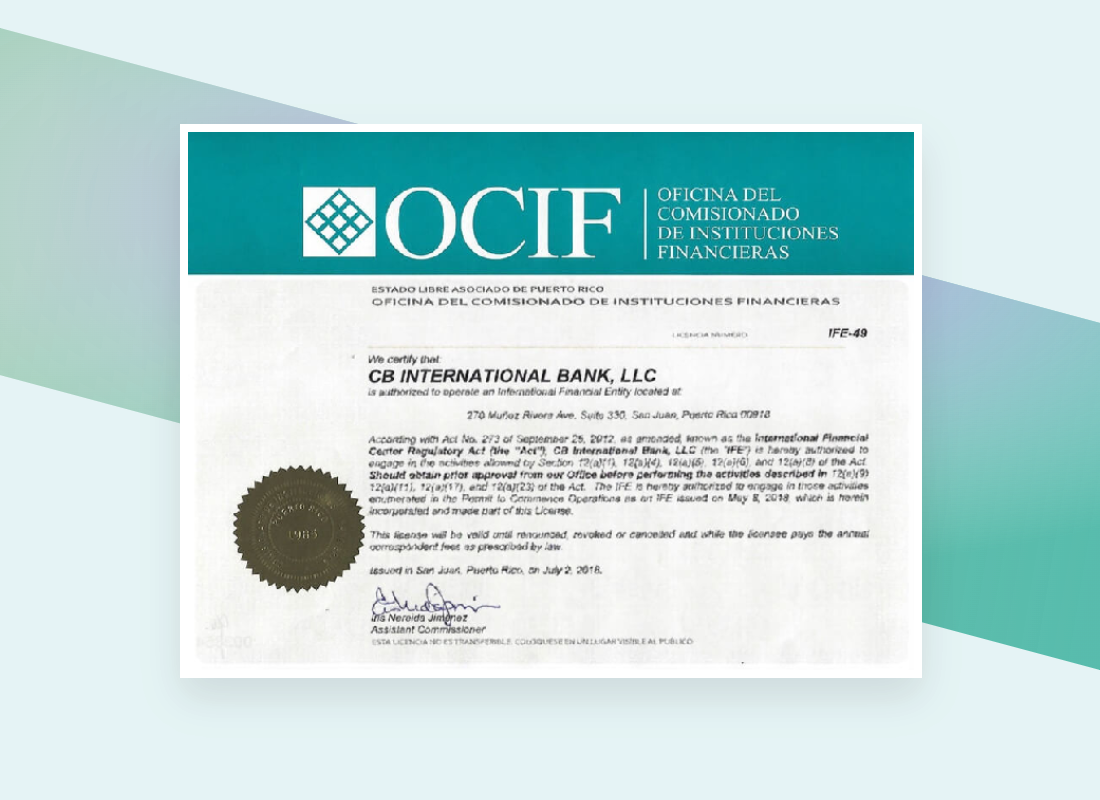 OCIF
OFICINA DEL
COMISIONADO
DE INSTITUCIONES
FINANCIERAS
ESTADO LIBRE ASOCIADO DE PUERTO RICO
OFICINA DEL COMISIONADO DE INSTITUCIONES FINANCIERAS
LICENCIA NUMERO IFE-49
We certify that:
CB INTERNATIONAL BANK, LLC
is authorized to operate an International Financial Entity located at:
270 Muñoz Rivera Ave, Suite 330, San Juan, Puerto Rico 00918
According with Act No. 273 of September 25, 2012, as amended, known as the International Financial
Center Regulatory Act (the "Act"), CB International Bank, LLC (the "IFE") is hereby authorized to
engage in the activities allowed by Section 12(a)(1), 12(a)(4), 12(a)(5), 12(a)(6), and 12(a)(8) of the Act.
Should obtain prior approval from our Office before performing the activities described in 12(a)(9)
12(a)(11), 12(a)(17), and 12(a)(23) of the Act. The IFE is hereby authorized to engage in those activities
enumerated in the Permit to Commence Operations as an IFE issued on May 8, 2018, which is herein
incorporated and made part of this License.
This license will be valid until renounced, revoked or cancelled and while the licensee pays the annual
correspondent fees as prescribed by law.
Issued in San Juan, Puerto Rico, on July 2, 2018.
Iris Nereida Jiménez
Assistant Commissioner
ESTA LICENCIA NO ES TRANSFERIBLE. COLOQUESE EN UN LUGAR VISIBLE AL PUBLICO
PUERTO RICO
1985